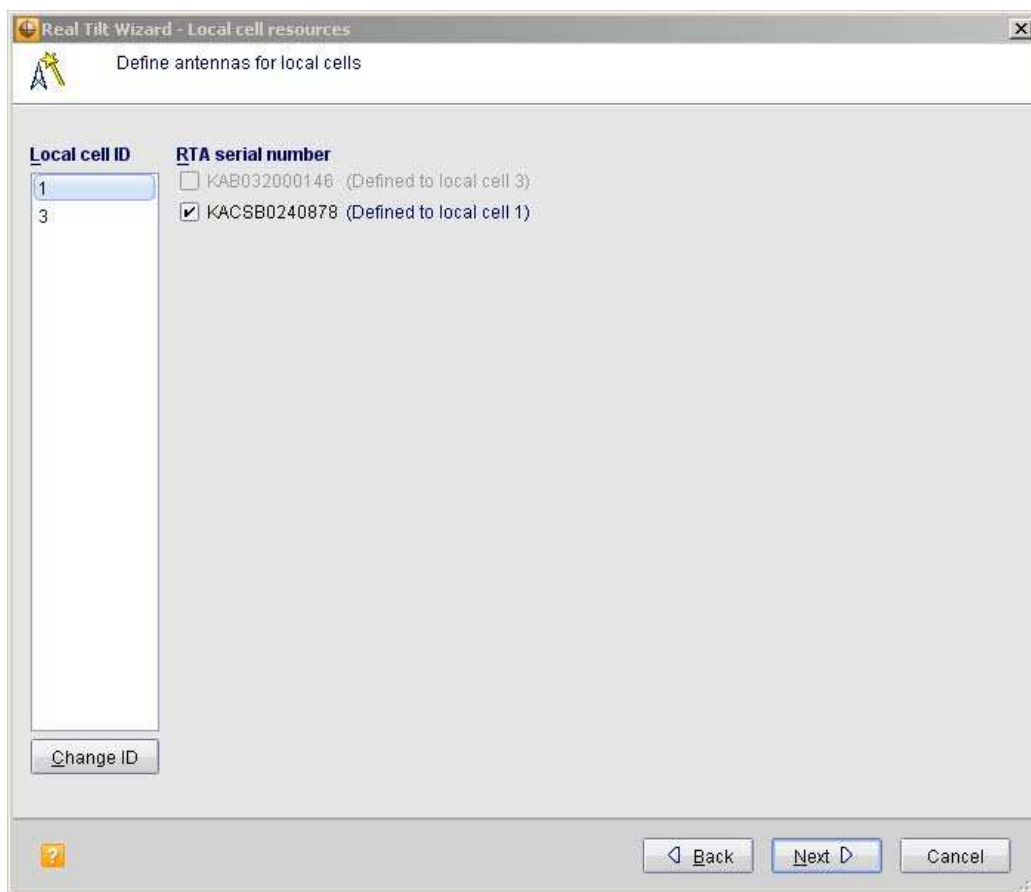 Real Tilt Wizard - Local cell resources
Define antennas for local cells
Local cell ID
RTA serial number
1
KAB032000146 (Defined to local cell 3)
3
KACSB0240878 (Defined to local cell 1)
Change ID
?
Back
Next
Cancel